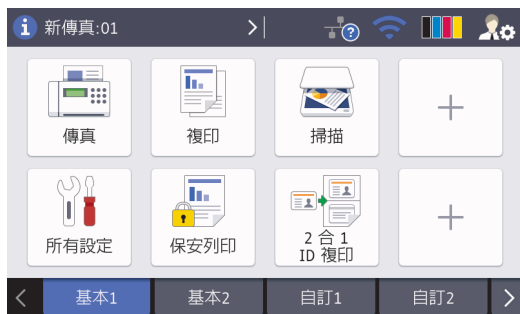 新傳真:01
傳真
複印
掃描
所有設定
保安列印
2 合 1
ID 複印
基本1
基本2
自訂1
自訂2